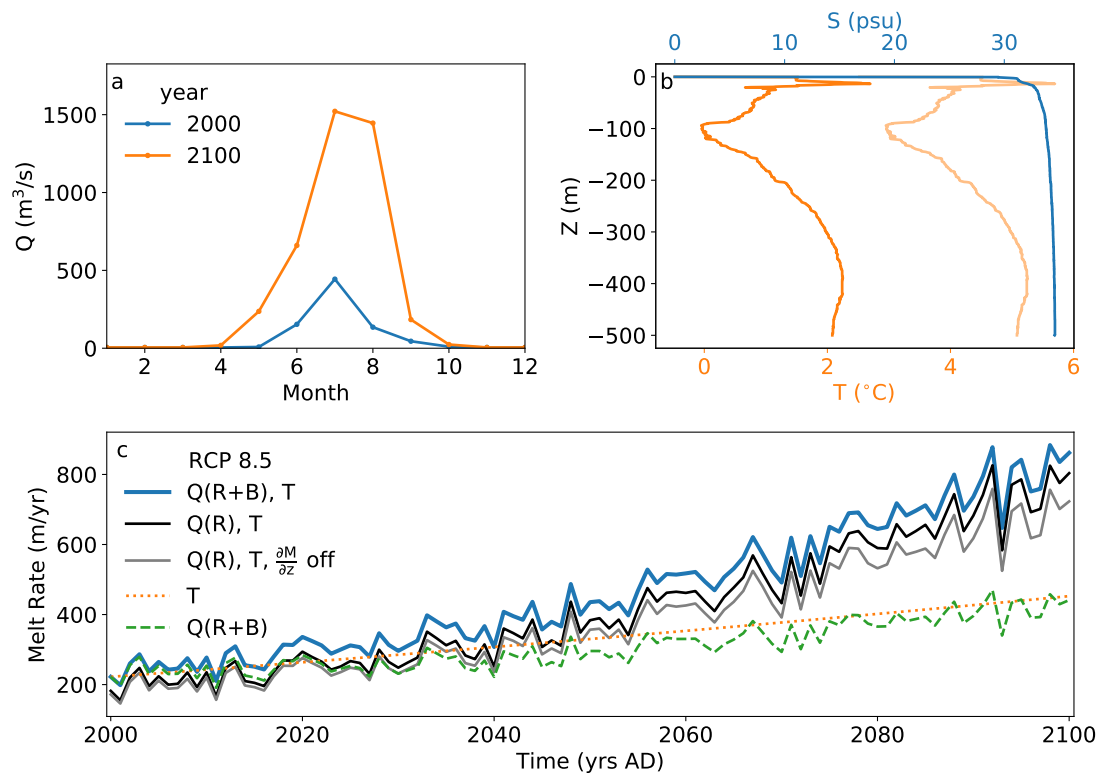 S (psu)
0 10 20 30
a
year
2000
2100
1500
1000
500
0
Q (m³/s)
2 4 6 8 10 12
Month
b
0
−100
−200
−300
−400
−500
Z (m)
0 2 4 6
T (°C)
c
RCP 8.5
Q(R+B), T
Q(R), T
Q(R), T, ∂M/∂z off
T
Q(R+B)
800
600
400
200
Melt Rate (m/yr)
2000 2020 2040 2060 2080 2100
Time (yrs AD)